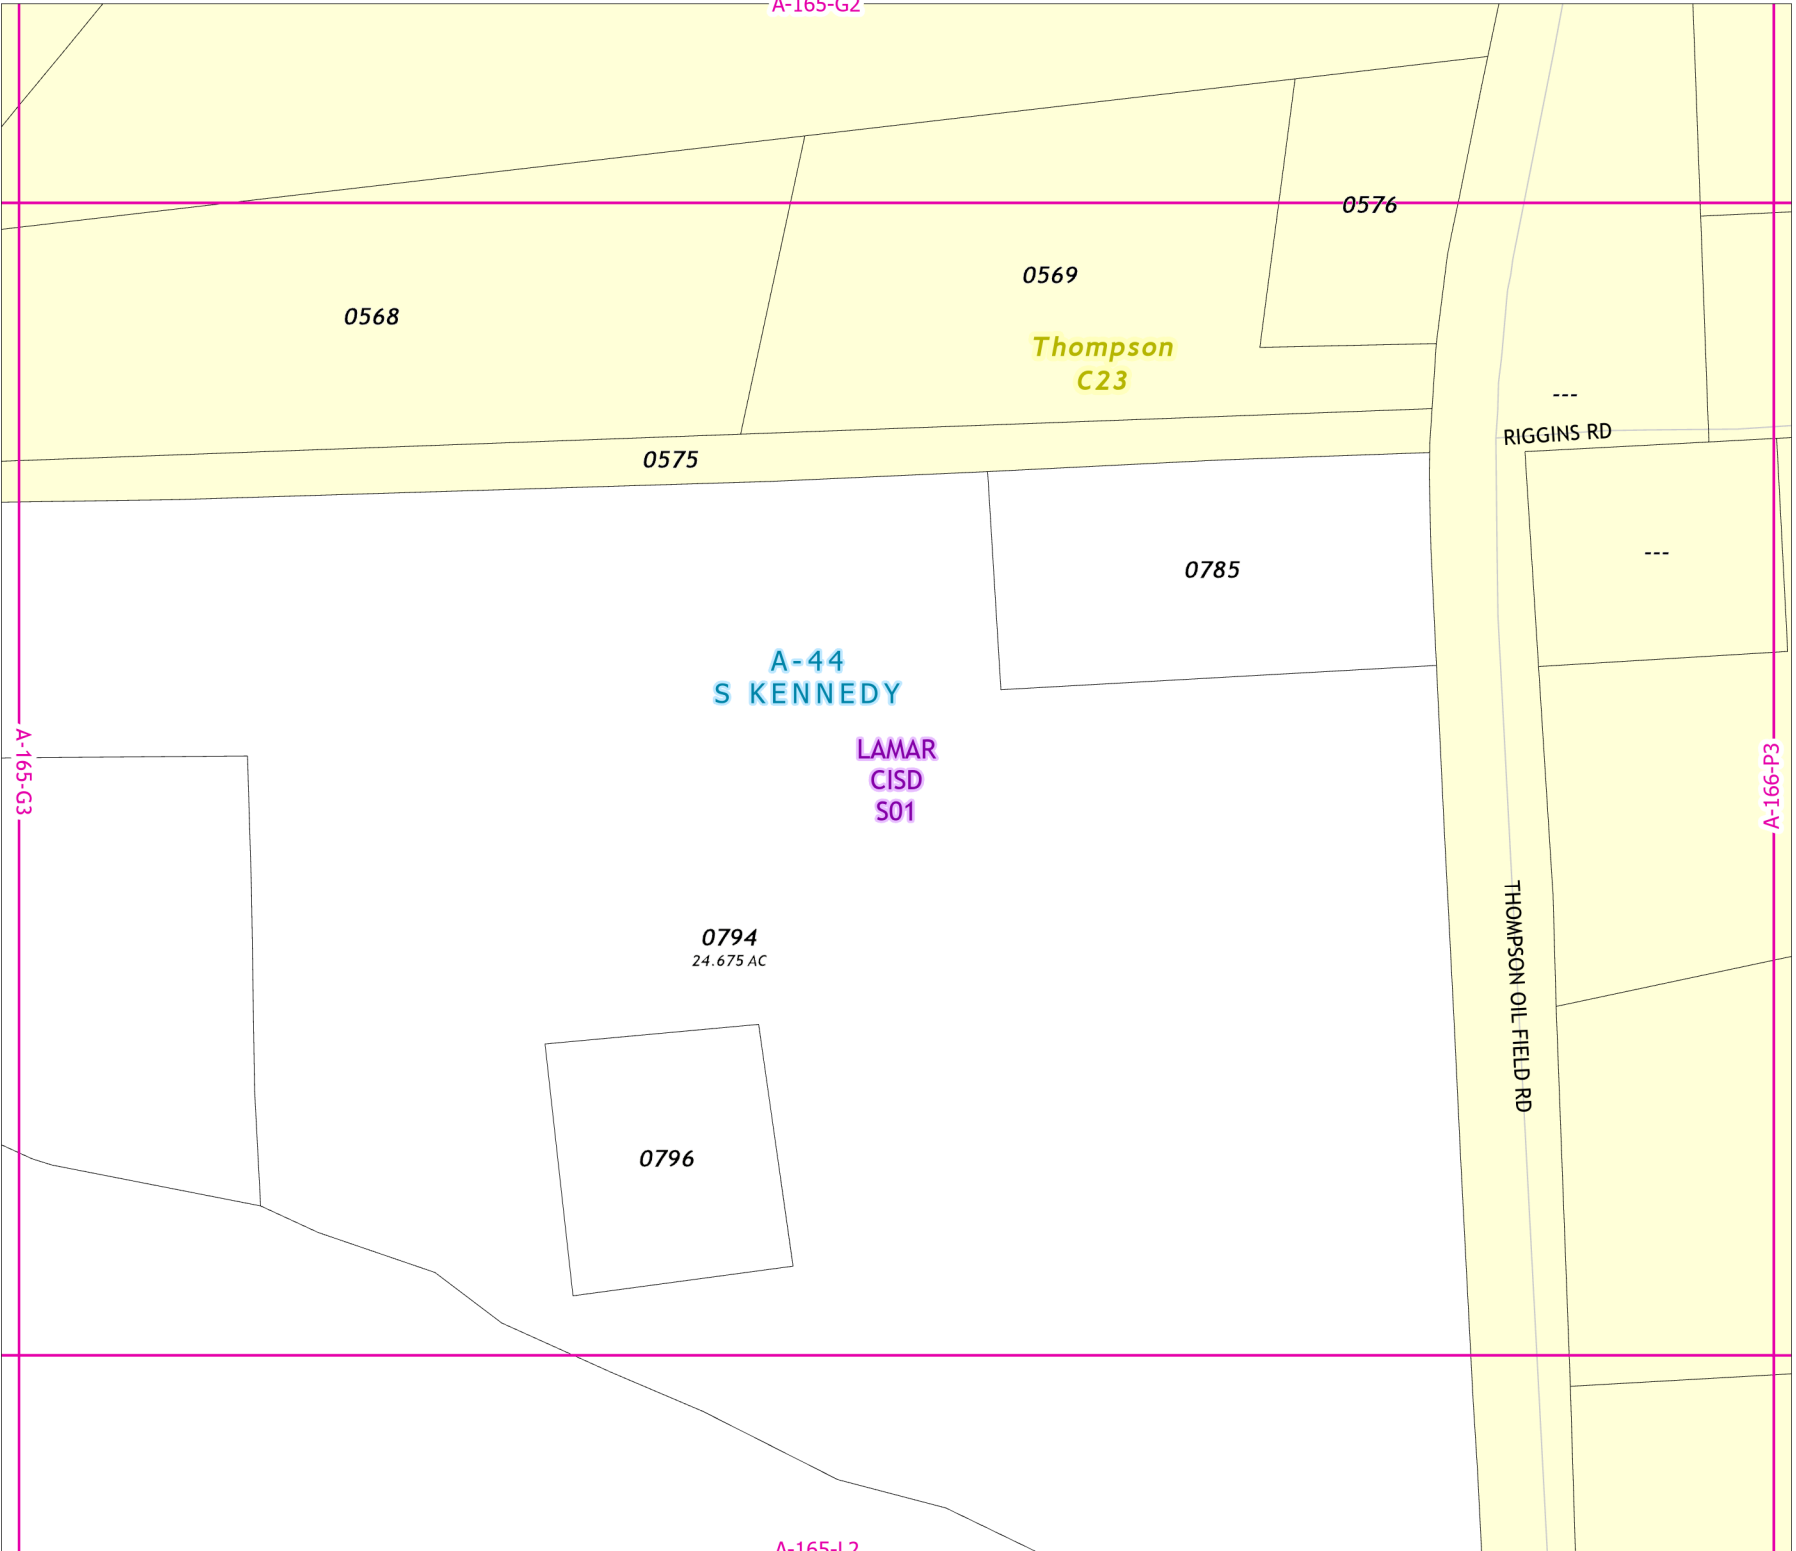 A-165-G2
0576
0569
0568
Thompson
C23
---
RIGGINS RD
0575
---
0785
A-44
S KENNEDY
LAMAR
CISD
S01
A-165-G3
A-166-P3
0794
24.675 AC
THOMPSON OIL FIELD RD
0796
A-165-L2